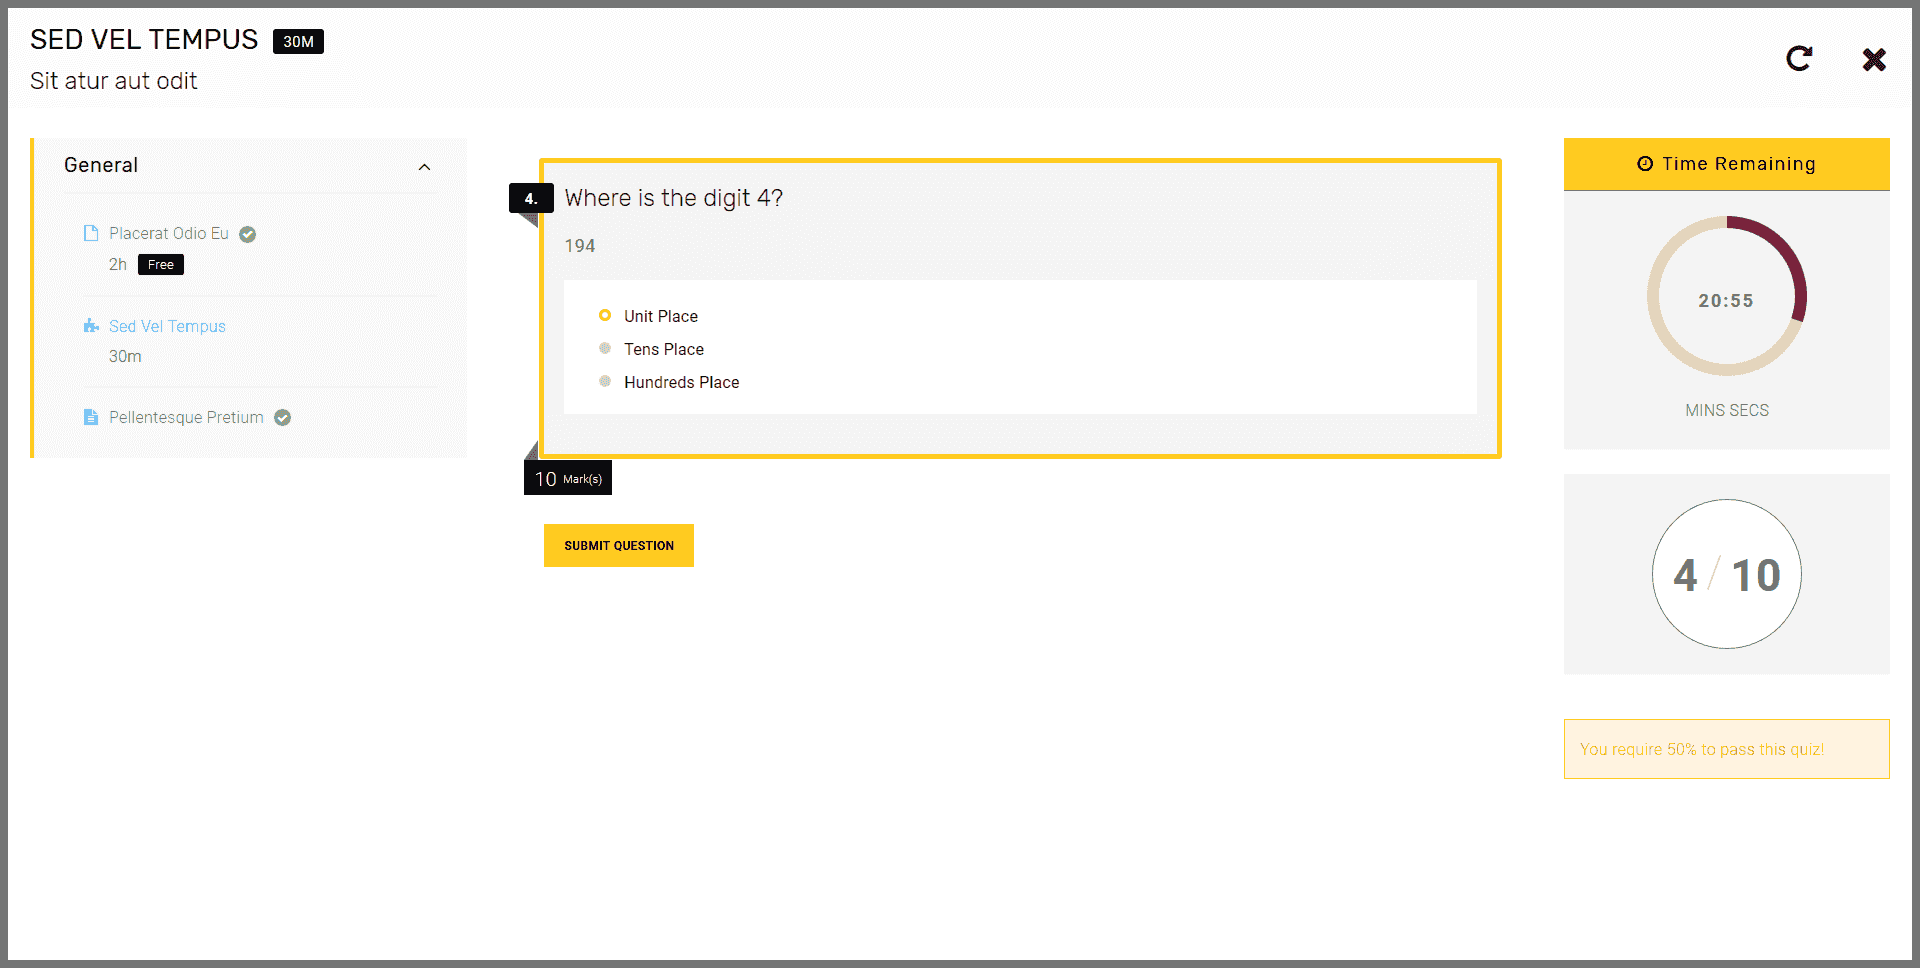 SED VEL TEMPUS 30M
Sit atur aut odit
General
Placerat Odio Eu
2h Free
Sed Vel Tempus
30m
Pellentesque Pretium
4. Where is the digit 4?
194
Unit Place
Tens Place
Hundreds Place
10 Mark(s)
SUBMIT QUESTION
Time Remaining
20:55
MINS SECS
4 / 10
You require 50% to pass this quiz!